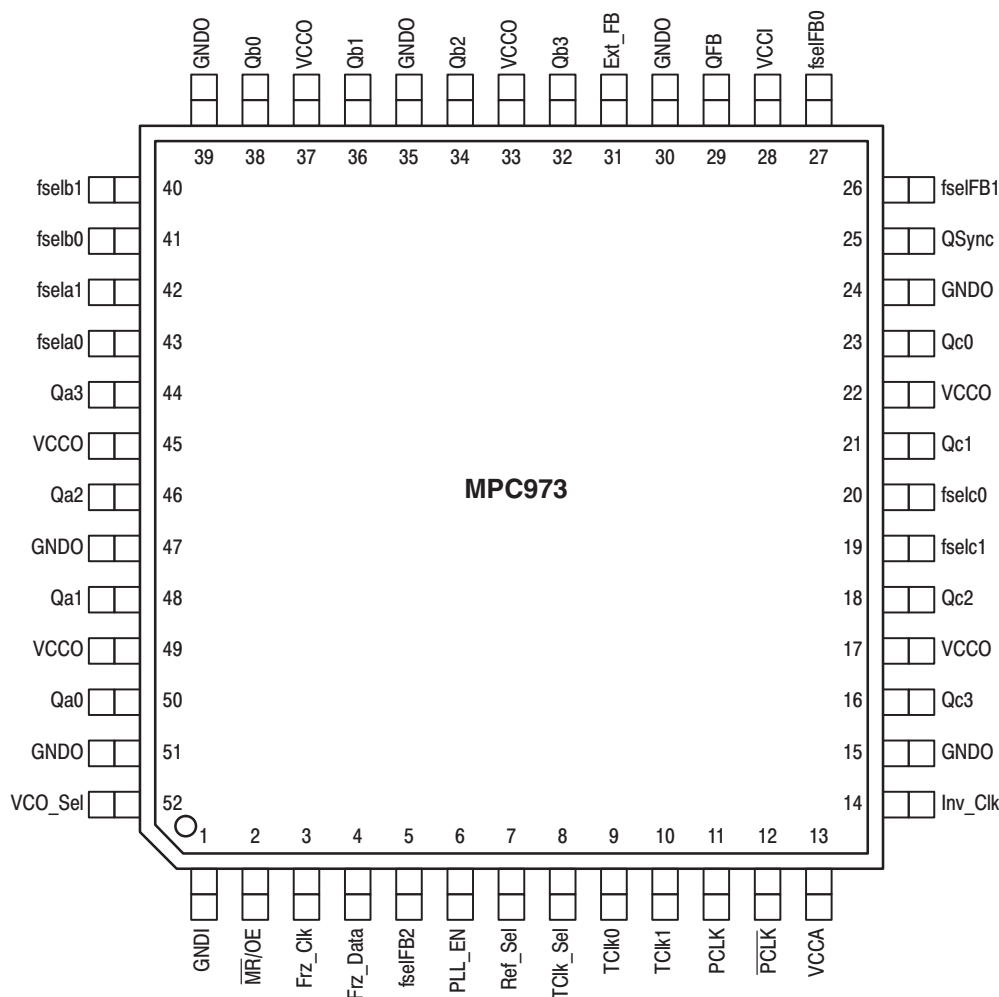 GNDO Qb0 VCCO Qb1 GNDO Qb2 VCCO Qb3 Ext_FB GNDO QFB VCCI fselFB0
39 38 37 36 35 34 33 32 31 30 29 28 27
fselb1 40 26 fselFB1
fselb0 41 25 QSync
fsela1 42 24 GNDO
fsela0 43 23 Qc0
Qa3 44 22 VCCO
VCCO 45 21 Qc1
Qa2 46 MPC973 20 fselc0
GNDO 47 19 fselc1
Qa1 48 18 Qc2
VCCO 49 17 VCCO
Qa0 50 16 Qc3
GNDO 51 15 GNDO
VCO_Sel 52 14 Inv_Clk
1 2 3 4 5 6 7 8 9 10 11 12 13
GNDI M̅R̅/OE Frz_Clk Frz_Data fselFB2 PLL_EN Ref_Sel TClk_Sel TClk0 TClk1 PCLK P̅C̅L̅K̅ VCCA